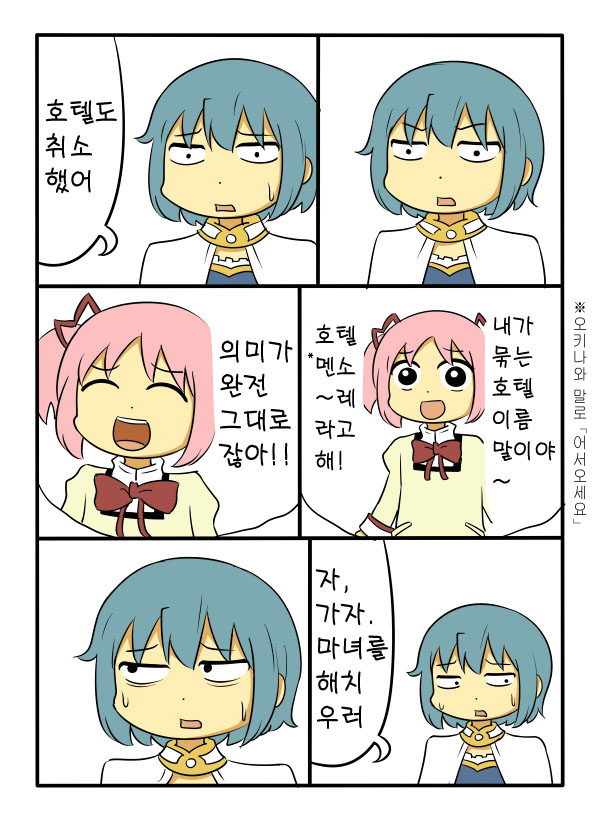 호텔도
취소
했어
내가
묶는
호텔
이름
말이야
~
호텔
*멘소
~레
라고
해!
※오키나와 말로「어서오세요」
의미가
완전
그대로
잖아!!
자,
가자.
마녀를
해치
우러